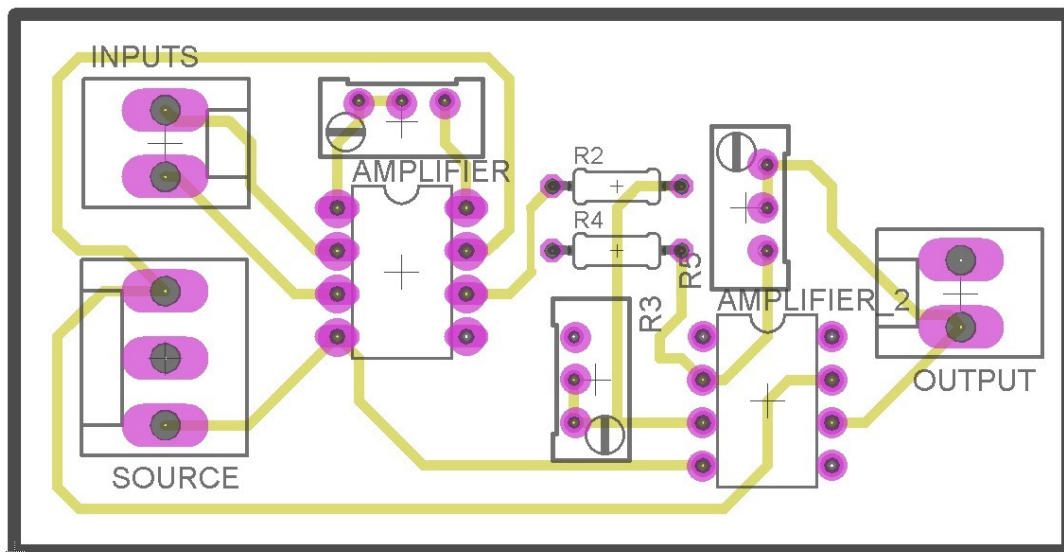 INPUTS
AMPLIFIER
R2
R4
R5
R3
AMPLIFIER_2
OUTPUT
SOURCE